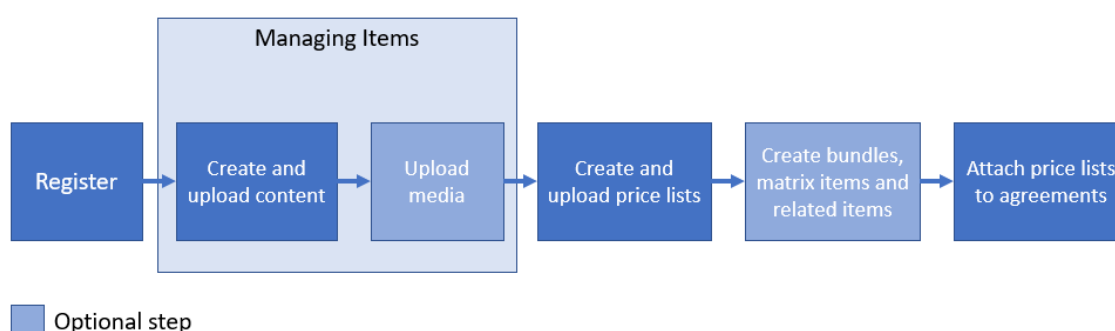 Managing Items
Register
Create and
upload content
Upload
media
Create and
upload price lists
Create bundles,
matrix items and
related items
Attach price lists
to agreements
Optional step